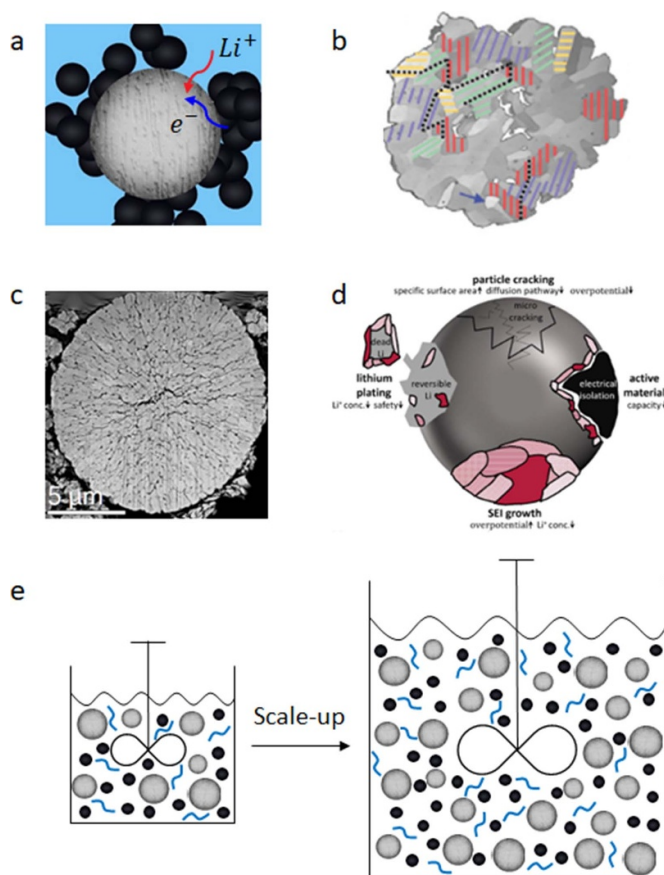 a
Li⁺
e⁻
b
c
5 μm
d
particle cracking
specific surface area↑ diffusion pathway↓ overpotential↓
micro
cracking
dead
Li
lithium
plating
Li⁺ conc.↓ safety↓
reversible
Li
electrical
isolation
active
material
capacity↓
SEI growth
overpotential↑ Li⁺ conc.↓
e
Scale-up